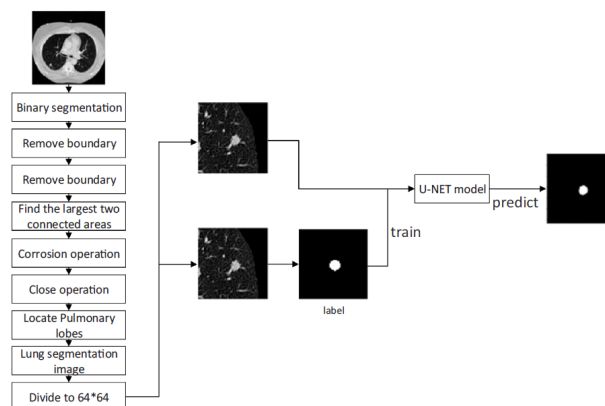 Binary segmentation
Remove boundary
Remove boundary
Find the largest two
connected areas
Corrosion operation
Close operation
Locate Pulmonary
lobes
Lung segmentation
image
Divide to 64*64
label
train
U-NET model
predict